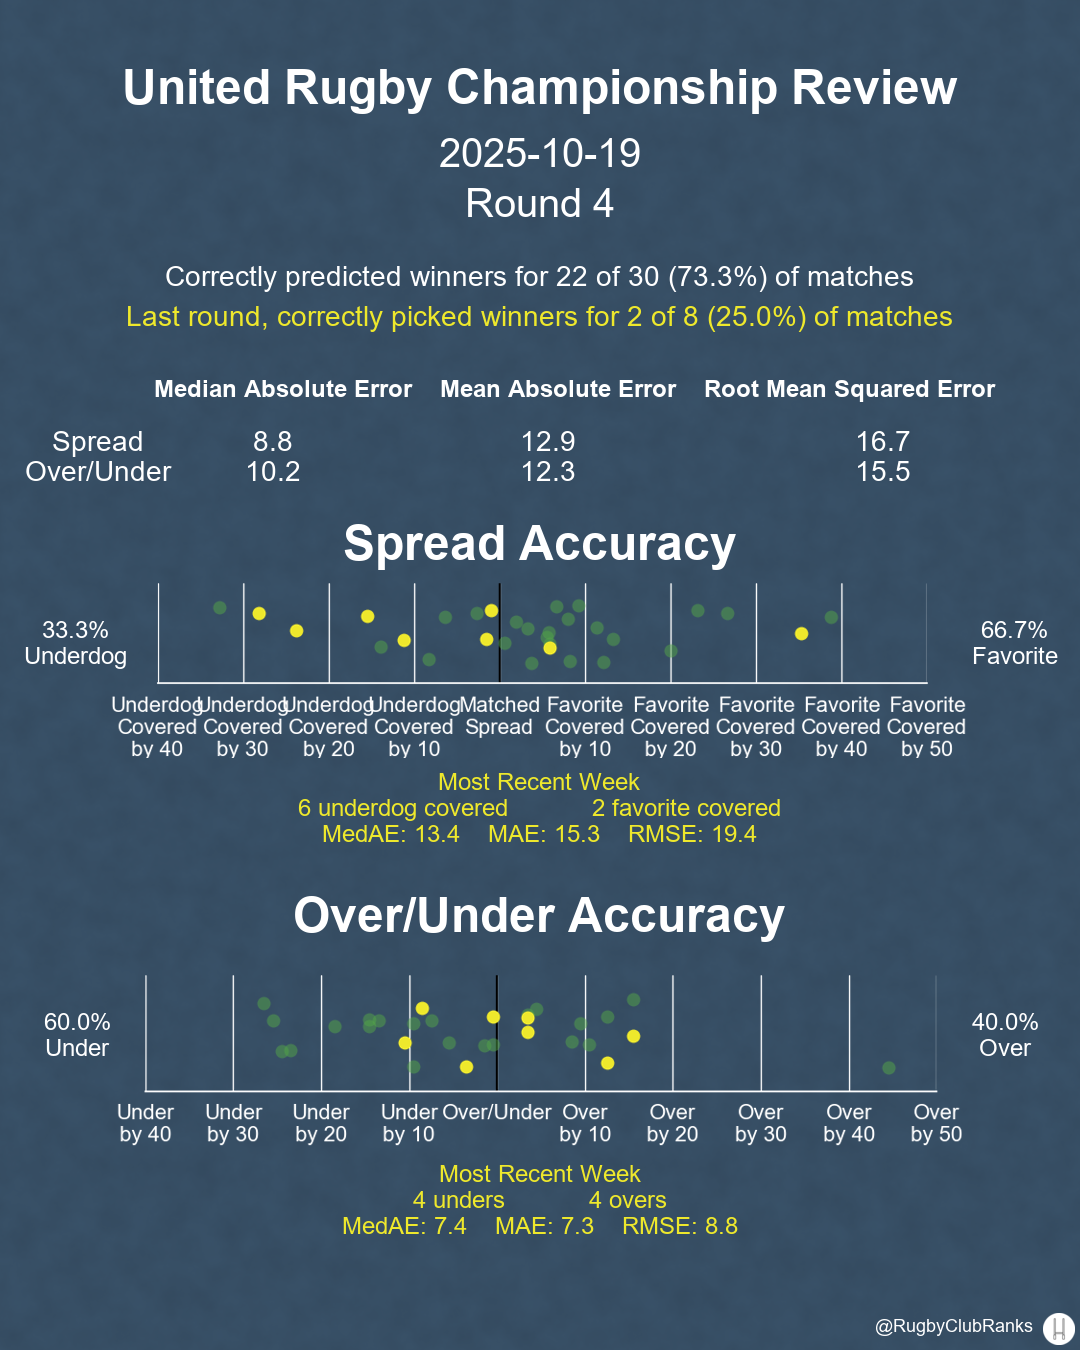 United Rugby Championship Review
2025-10-19
Round 4
Correctly predicted winners for 22 of 30 (73.3%) of matches
Last round, correctly picked winners for 2 of 8 (25.0%) of matches
Median Absolute Error Mean Absolute Error Root Mean Squared Error
Spread 8.8 12.9 16.7
Over/Under 10.2 12.3 15.5
Spread Accuracy
33.3%
Underdog
66.7%
Favorite
Underdog Underdog Underdog Underdog Matched Favorite Favorite Favorite Favorite Favorite
Covered Covered Covered Covered Spread Covered Covered Covered Covered Covered
by 40 by 30 by 20 by 10 by 10 by 20 by 30 by 40 by 50
Most Recent Week
6 underdog covered 2 favorite covered
MedAE: 13.4 MAE: 15.3 RMSE: 19.4
Over/Under Accuracy
60.0%
Under
40.0%
Over
Under Under Under Under Over/Under Over Over Over Over Over
by 40 by 30 by 20 by 10 by 10 by 20 by 30 by 40 by 50
Most Recent Week
4 unders 4 overs
MedAE: 7.4 MAE: 7.3 RMSE: 8.8
@RugbyClubRanks